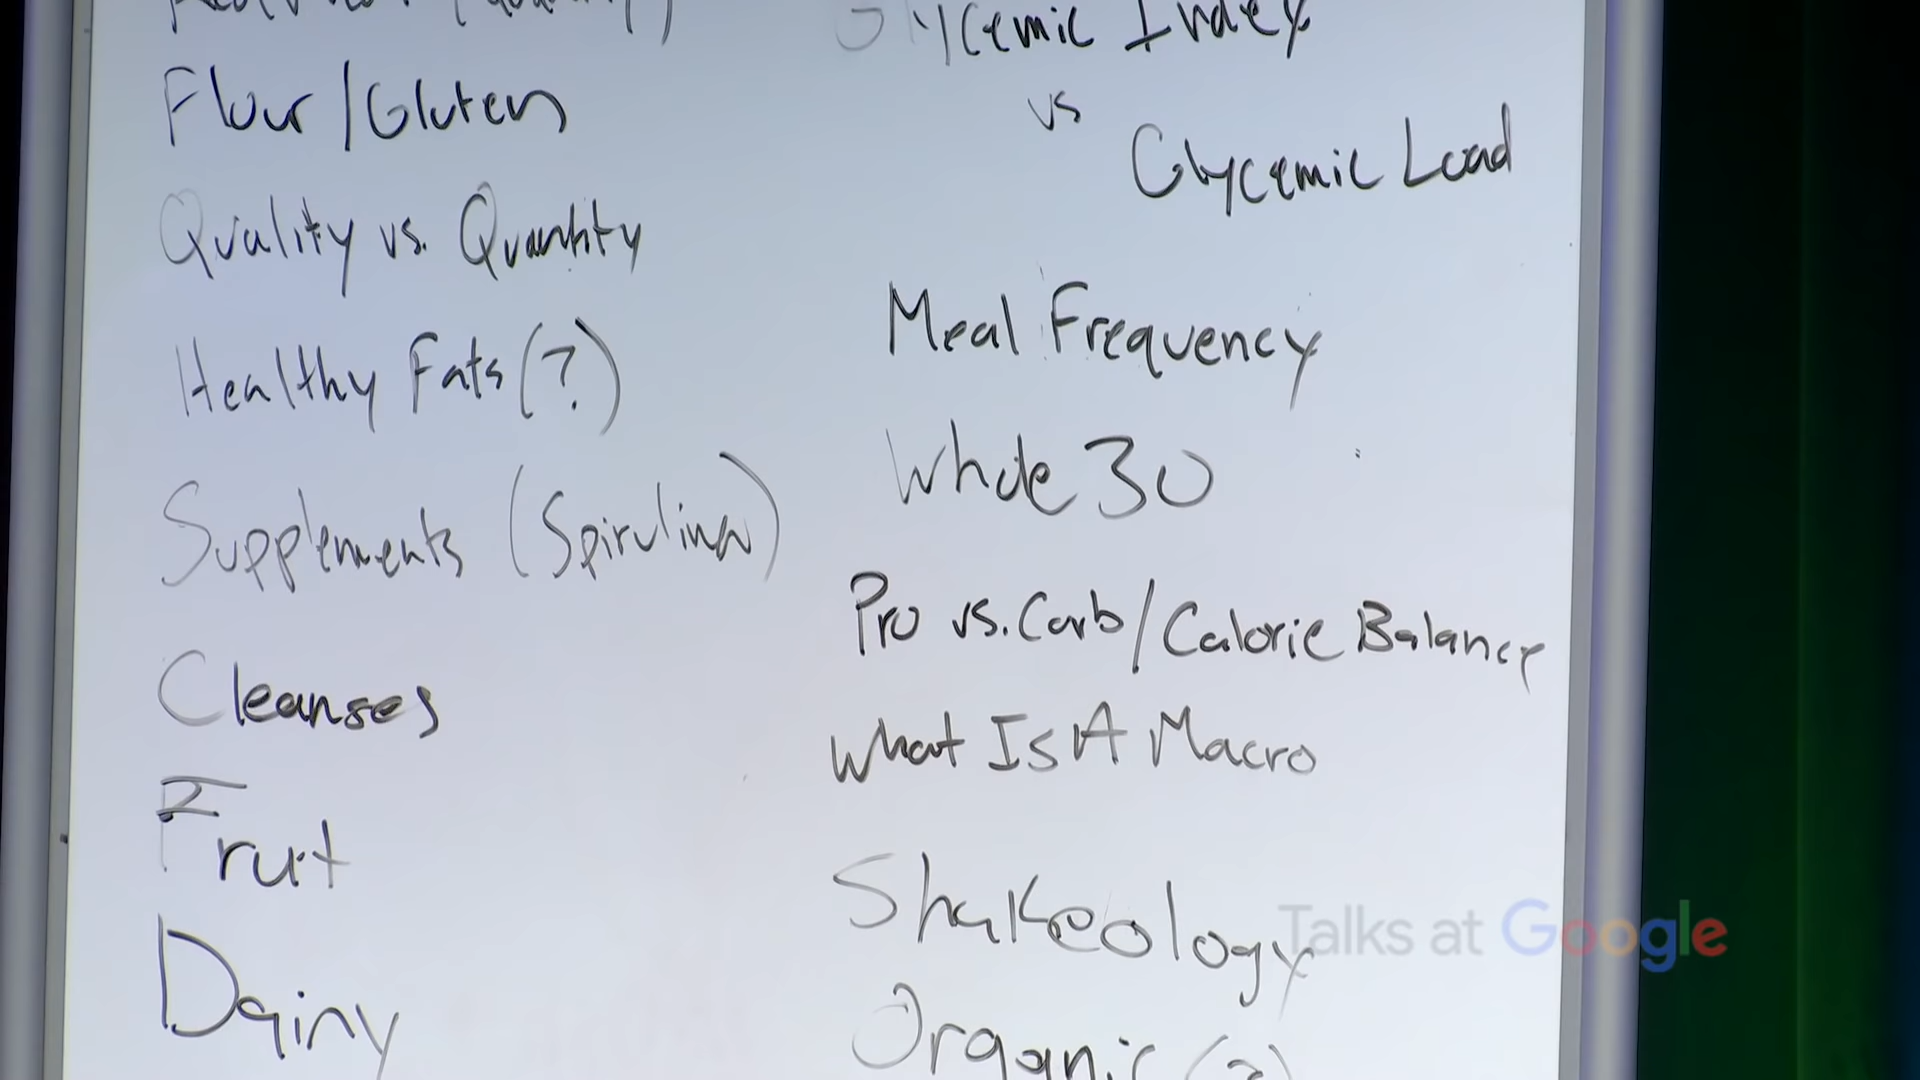 Flour/Gluten
Quality vs. Quantity
Healthy Fats (?)
Supplements (Spirulina)
Cleanses
Fruit
Dairy
Glycemic Index
vs
Glycemic Load
Meal Frequency
Whole 30
Pro vs. Carb/Calorie Balance
What Is A Macro
Shakeology
Organic (?)
Talks at Google